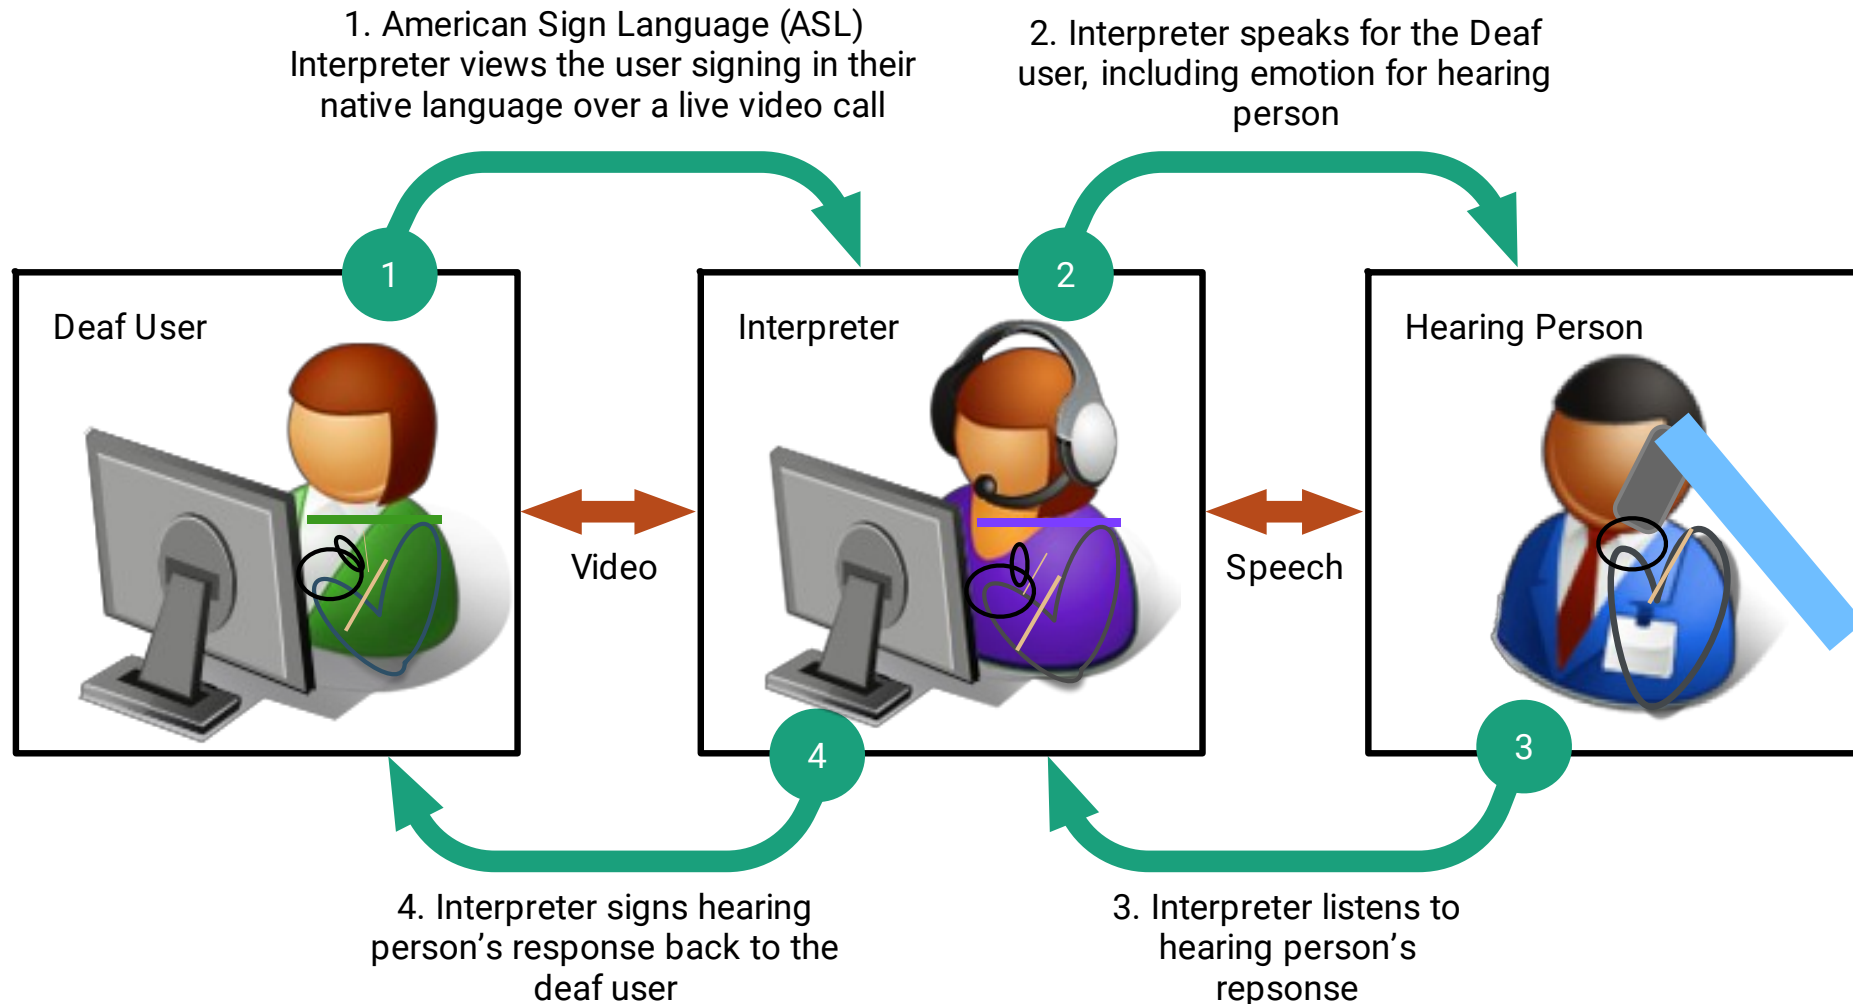 1. American Sign Language (ASL)
Interpreter views the user signing in their
native language over a live video call
2. Interpreter speaks for the Deaf
user, including emotion for hearing
person
1
2
Deaf User
Interpreter
Hearing Person
Video
Speech
4
3
4. Interpreter signs hearing
person’s response back to the
deaf user
3. Interpreter listens to
hearing person’s
repsonse